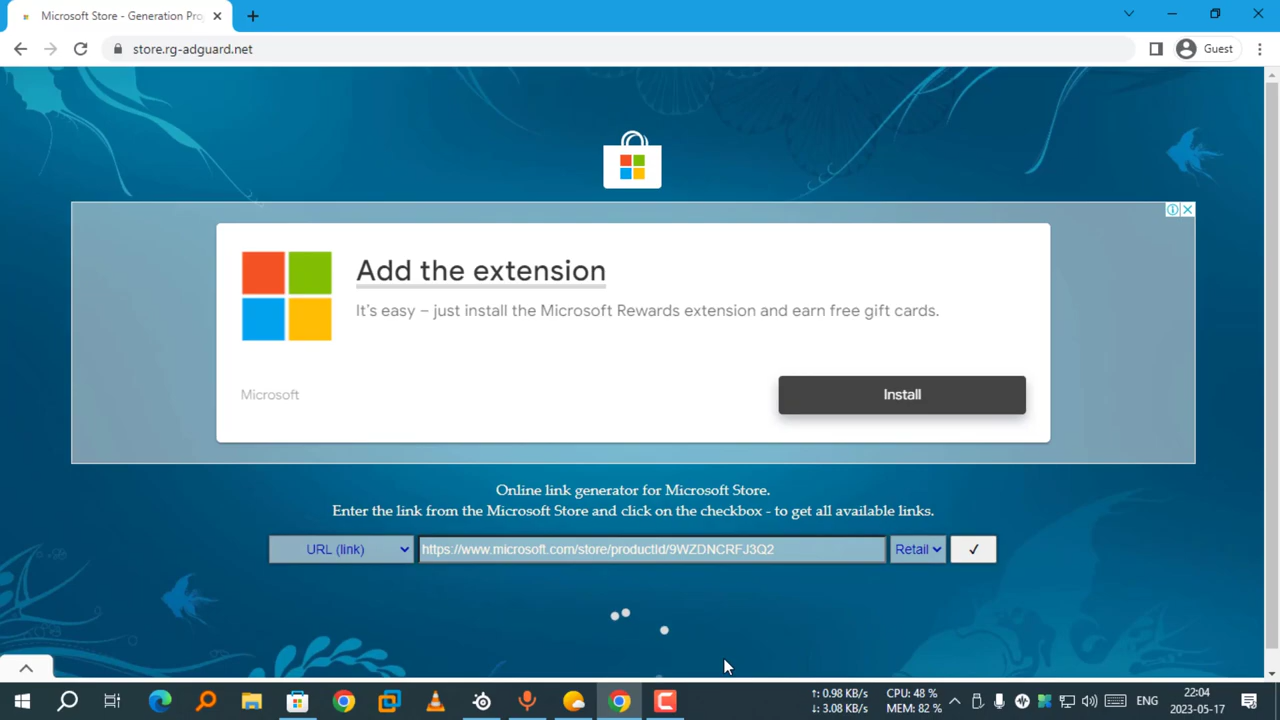 Microsoft Store - Generation Pro
store.rg-adguard.net
Guest
Add the extension
It's easy – just install the Microsoft Rewards extension and earn free gift cards.
Microsoft
Install
Online link generator for Microsoft Store.
Enter the link from the Microsoft Store and click on the checkbox - to get all available links.
URL (link)
https://www.microsoft.com/store/productId/9WZDNCRFJ3Q2
Retail
↑: 0.98 KB/s
↓: 3.08 KB/s
CPU: 48 %
MEM: 82 %
ENG
22:04
2023-05-17